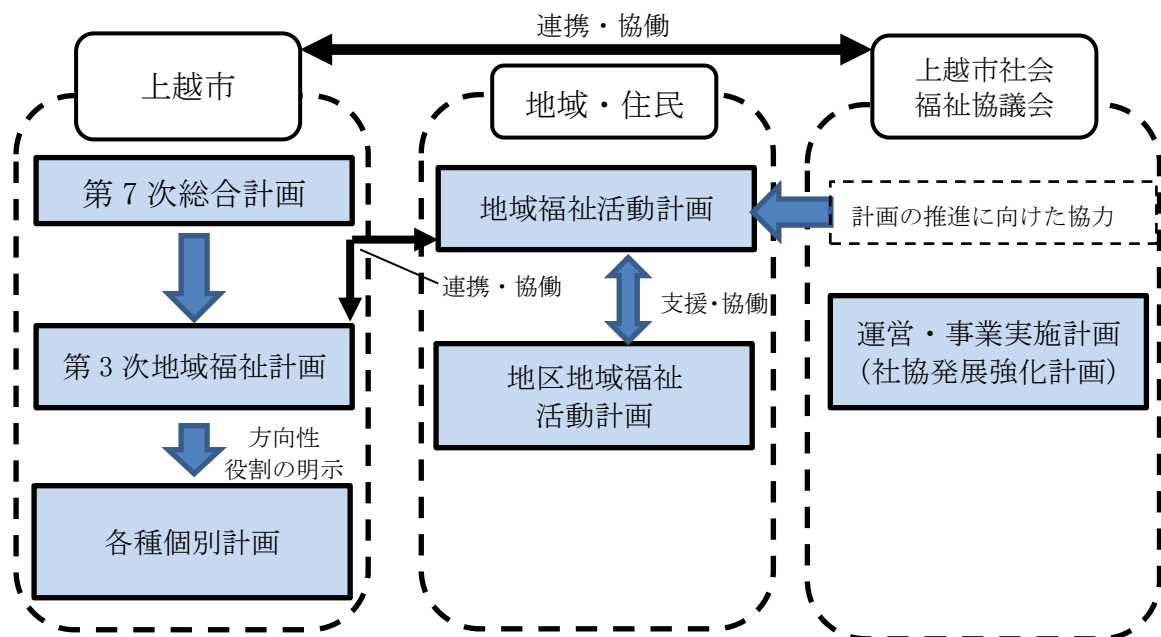 連携・協働
上越市
地域・住民
上越市社会
福祉協議会
第7次総合計画
地域福祉活動計画
計画の推進に向けた協力
連携・協働
支援・協働
第3次地域福祉計画
地区地域福祉
活動計画
運営・事業実施計画
(社協発展強化計画)
方向性
役割の明示
各種個別計画